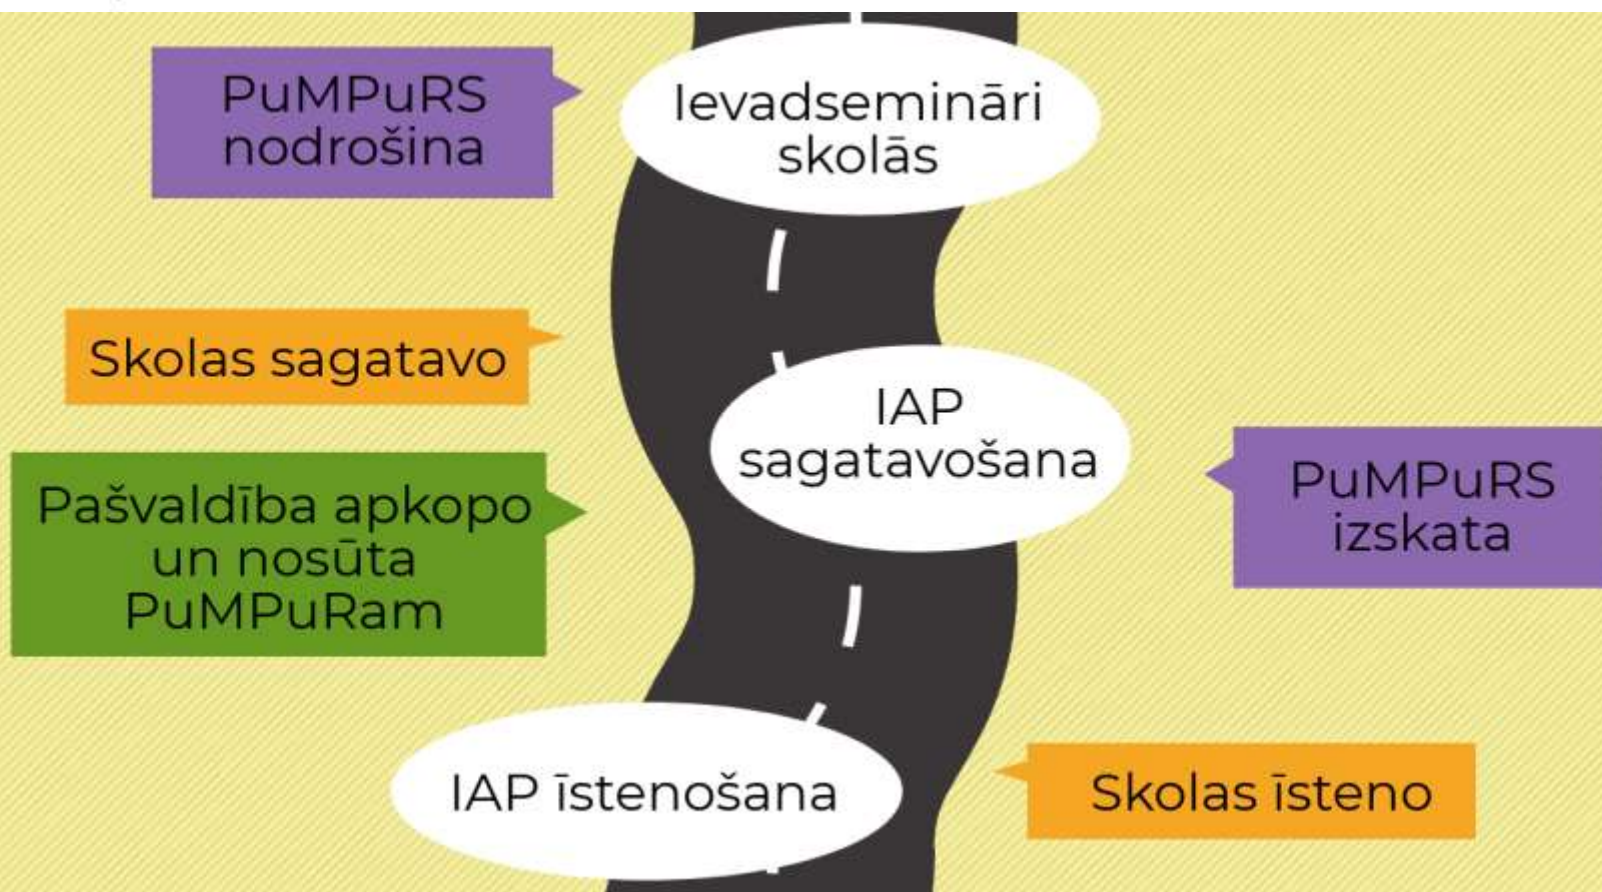 PuMPuRS
nodrošina
Ievadsemināri
skolās
Skolas sagatavo
IAP
sagatavošana
Pašvaldība apkopo
un nosūta
PuMPuRam
PuMPuRS
izskata
IAP īstenošana
Skolas īsteno